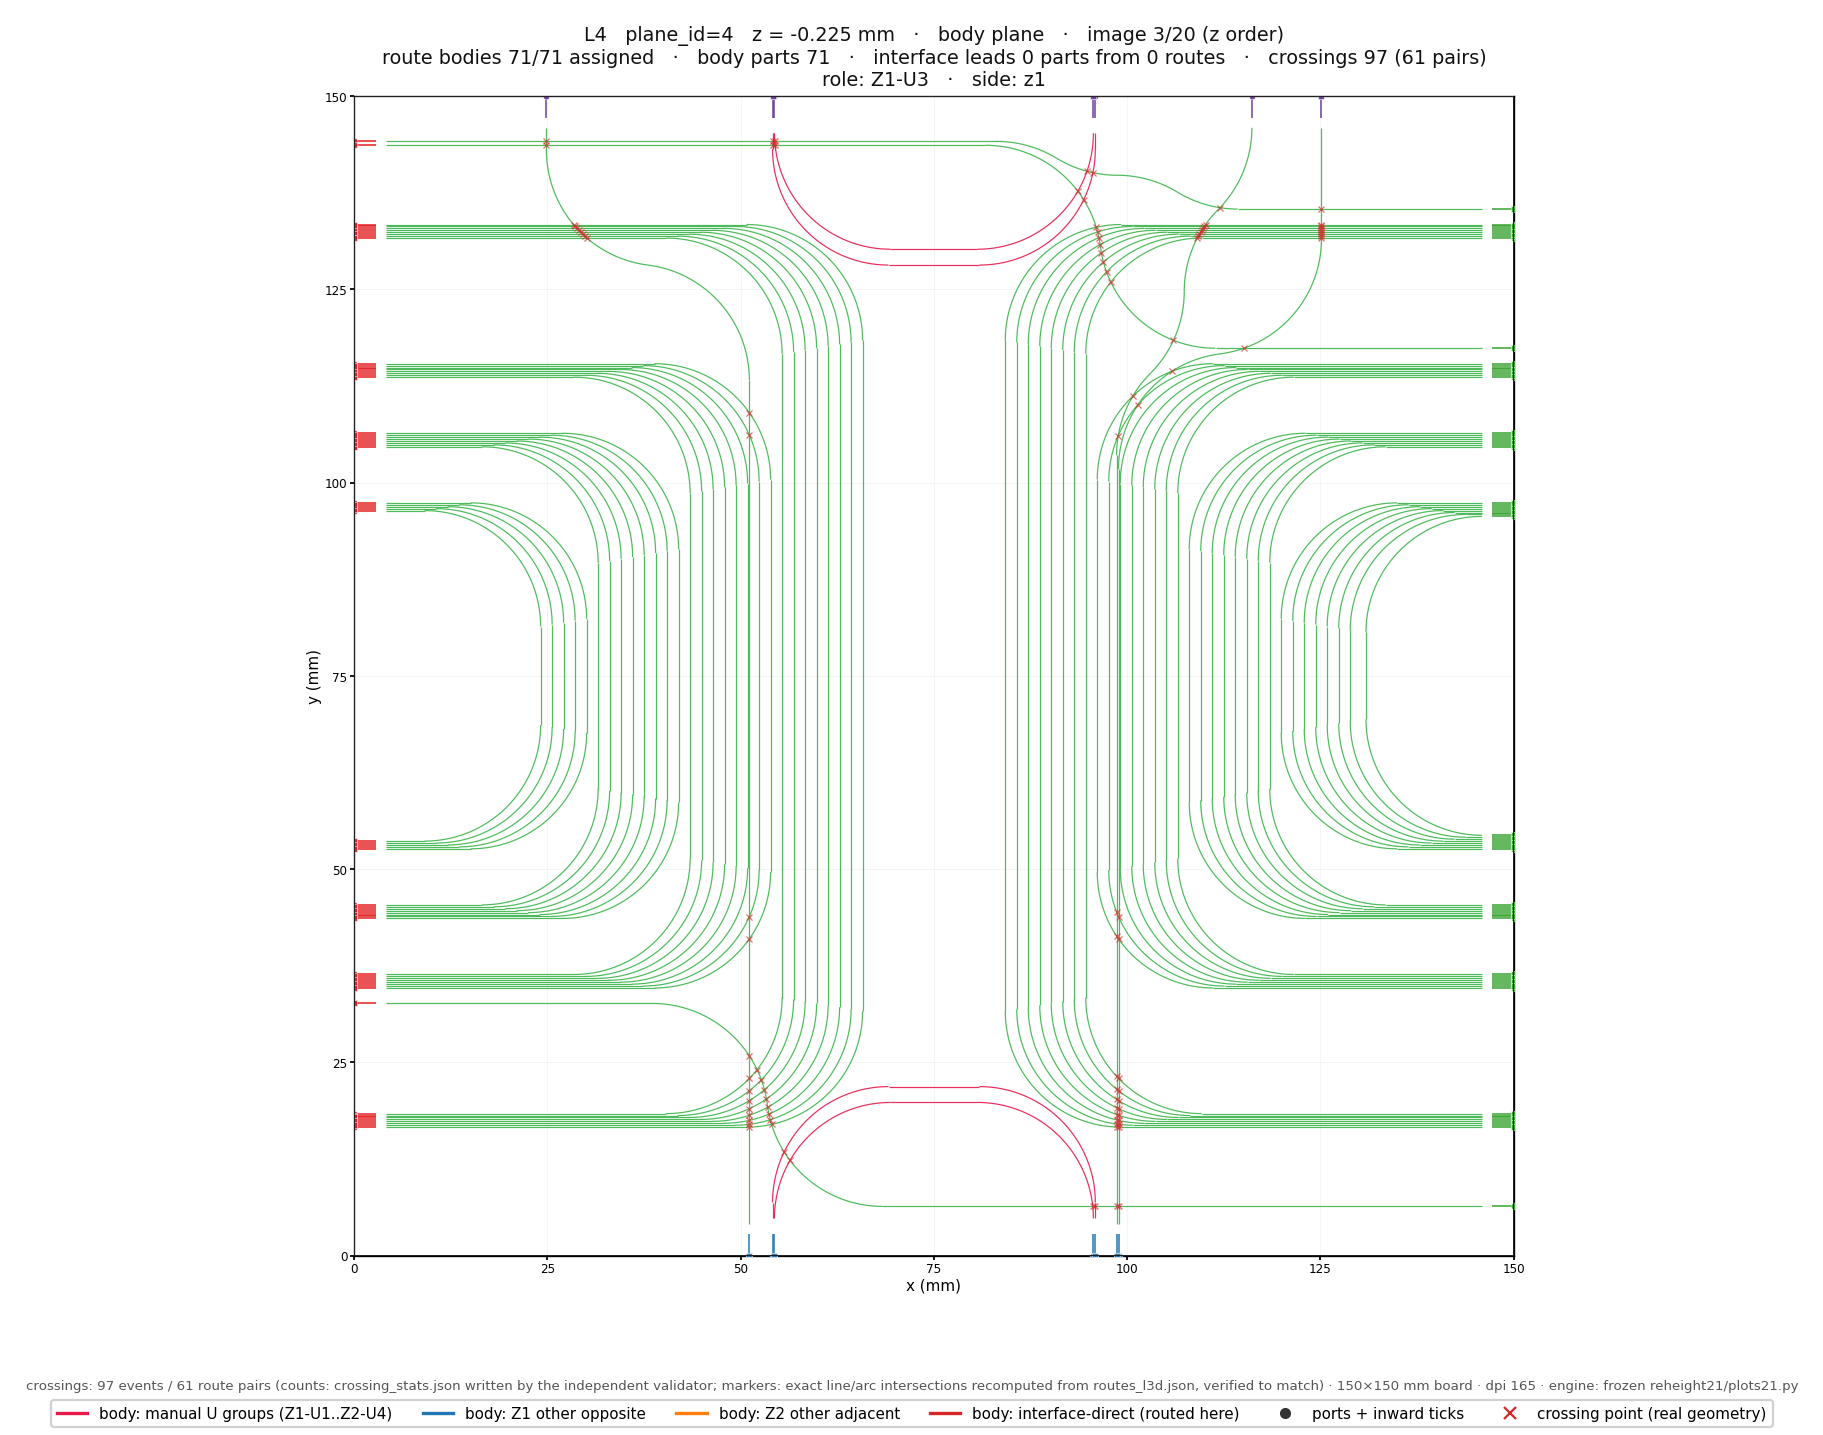 L4 plane_id=4 z = -0.225 mm · body plane · image 3/20 (z order)
route bodies 71/71 assigned · body parts 71 · interface leads 0 parts from 0 routes · crossings 97 (61 pairs)
role: Z1-U3 · side: z1
150
125
100
75
50
25
0
y (mm)
0 25 50 75 100 125 150
x (mm)
crossings: 97 events / 61 route pairs (counts: crossing_stats.json written by the independent validator; markers: exact line/arc intersections recomputed from routes_l3d.json, verified to match) · 150×150 mm board · dpi 165 · engine: frozen reheight21/plots21.py
body: manual U groups (Z1-U1..Z2-U4) body: Z1 other opposite body: Z2 other adjacent body: interface-direct (routed here) ports + inward ticks crossing point (real geometry)